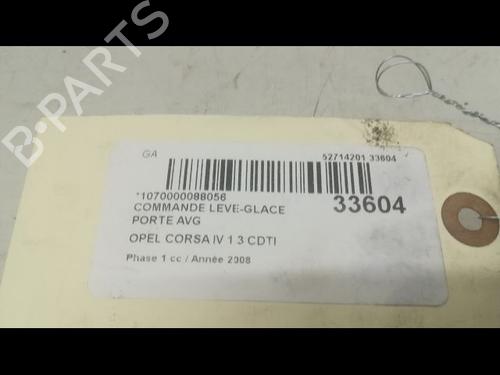 B-PARTS
GA
52714201 33604
*1070000088056
COMMANDE LEVE-GLACE
33604
PORTE AVG
OPEL CORSA IV 1 3 CDTI
Phase 1 cc / Année 2008